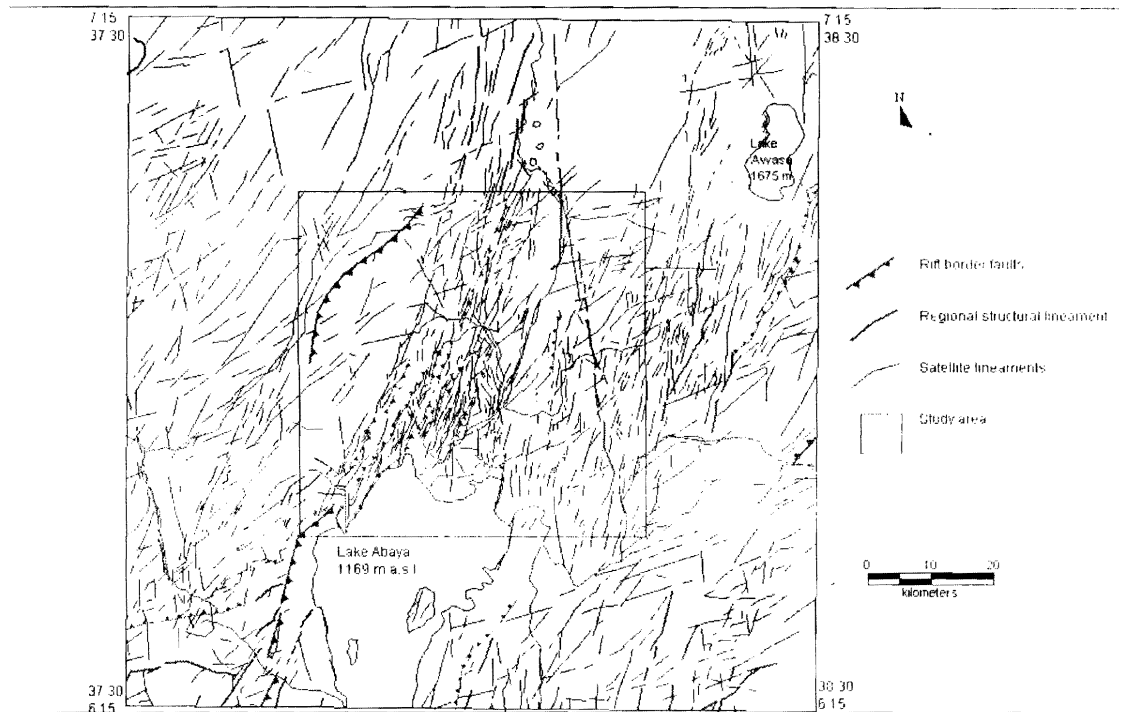 7 15
37 30
7 15
38 30
N
Lake
Awasa
1675 m
Rift border faults
Regional structural lineament
Satellite lineaments
Study area
Lake Abaya
1169 m a.s l
0 10 20
kilometers
37 30
6 15
38 30
6 15